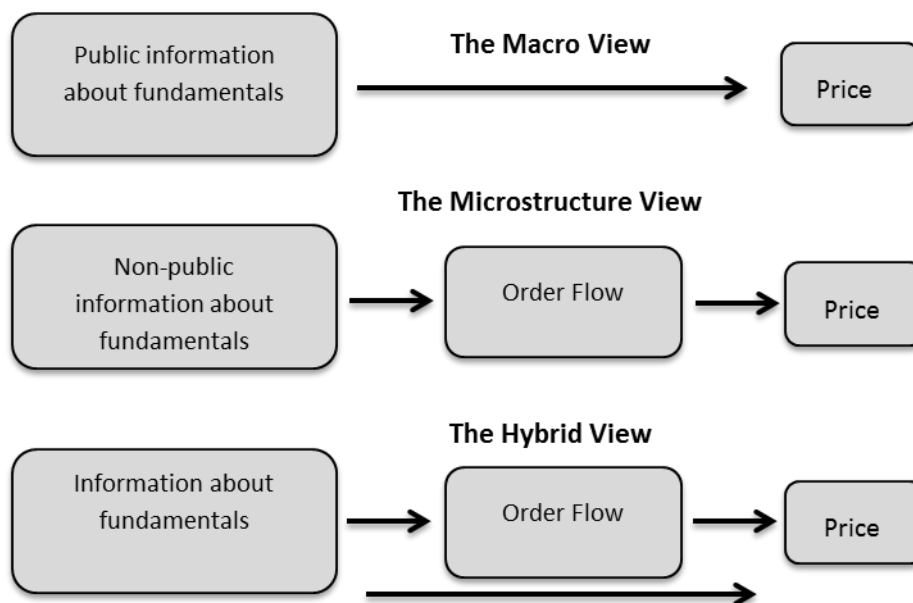 The Macro View
Public information
about fundamentals
Price
The Microstructure View
Non-public
information about
fundamentals
Order Flow
Price
The Hybrid View
Information about
fundamentals
Order Flow
Price